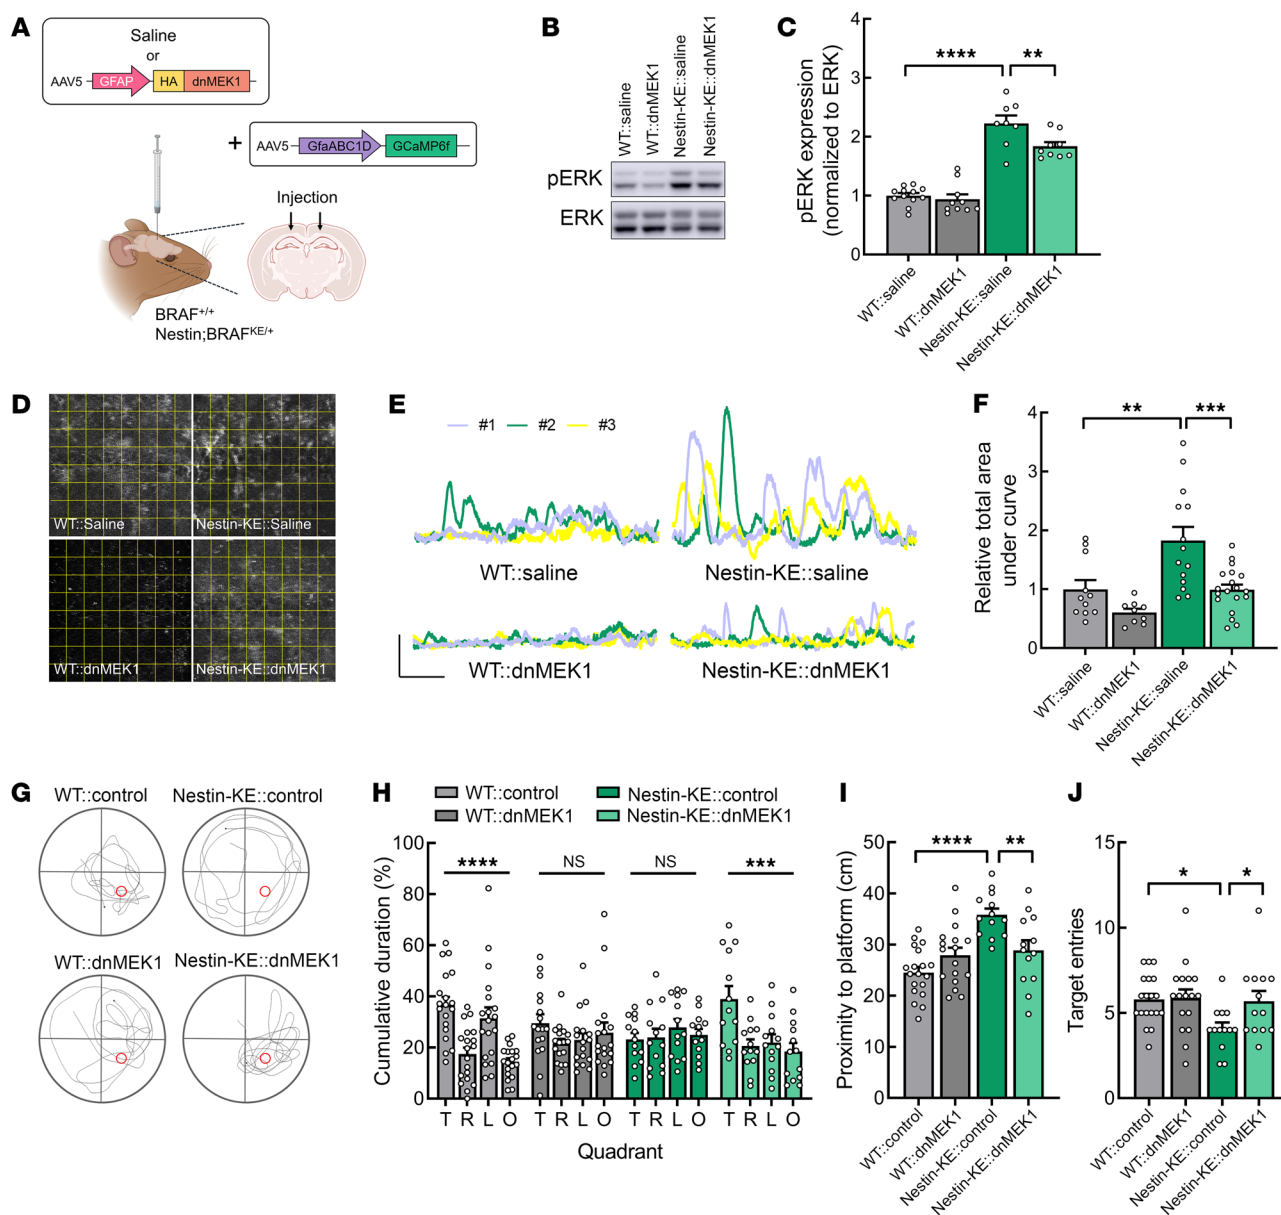 A
Saline
or
AAV5 GFAP HA dnMEK1
+
AAV5 GfaABC1D GCaMP6f
Injection
BRAF+/+
Nestin;BRAFKE/+
B
WT::saline
WT::dnMEK1
Nestin-KE::saline
Nestin-KE::dnMEK1
pERK
ERK
C
pERK expression
(normalized to ERK)
4
3
2
1
0
****
**
WT::saline
WT::dnMEK1
Nestin-KE::saline
Nestin-KE::dnMEK1
D
WT::Saline
Nestin-KE::Saline
WT::dnMEK1
Nestin-KE::dnMEK1
E
#1 #2 #3
WT::saline
Nestin-KE::saline
WT::dnMEK1
Nestin-KE::dnMEK1
F
Relative total area
under curve
4
3
2
1
0
**
***
WT::saline
WT::dnMEK1
Nestin-KE::saline
Nestin-KE::dnMEK1
G
WT::control
Nestin-KE::control
WT::dnMEK1
Nestin-KE::dnMEK1
H
WT::control
Nestin-KE::control
WT::dnMEK1
Nestin-KE::dnMEK1
Cumulative duration (%)
100
80
60
40
20
0
****
NS
NS
***
T R L O T R L O T R L O T R L O
Quadrant
I
Proximity to platform (cm)
50
40
30
20
10
0
****
**
WT::control
WT::dnMEK1
Nestin-KE::control
Nestin-KE::dnMEK1
J
Target entries
15
10
5
0
*
*
WT::control
WT::dnMEK1
Nestin-KE::control
Nestin-KE::dnMEK1